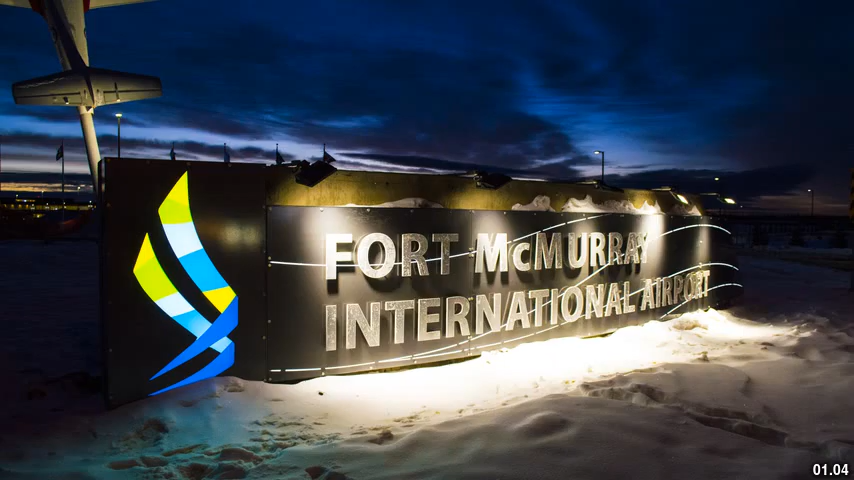 FORT McMURRAY
INTERNATIONAL AIRPORT
01.04